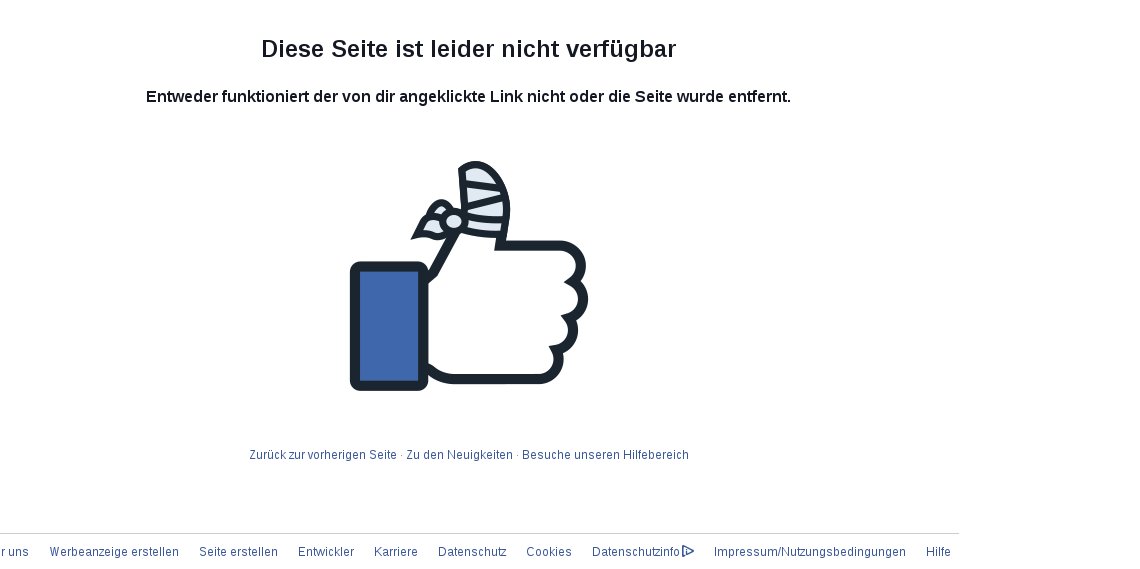 Diese Seite ist leider nicht verfügbar
Entweder funktioniert der von dir angeklickte Link nicht oder die Seite wurde entfernt.
Zurück zur vorherigen Seite · Zu den Neuigkeiten · Besuche unseren Hilfebereich
r uns Werbeanzeige erstellen Seite erstellen Entwickler Karriere Datenschutz Cookies Datenschutzinfo Impressum/Nutzungsbedingungen Hilfe